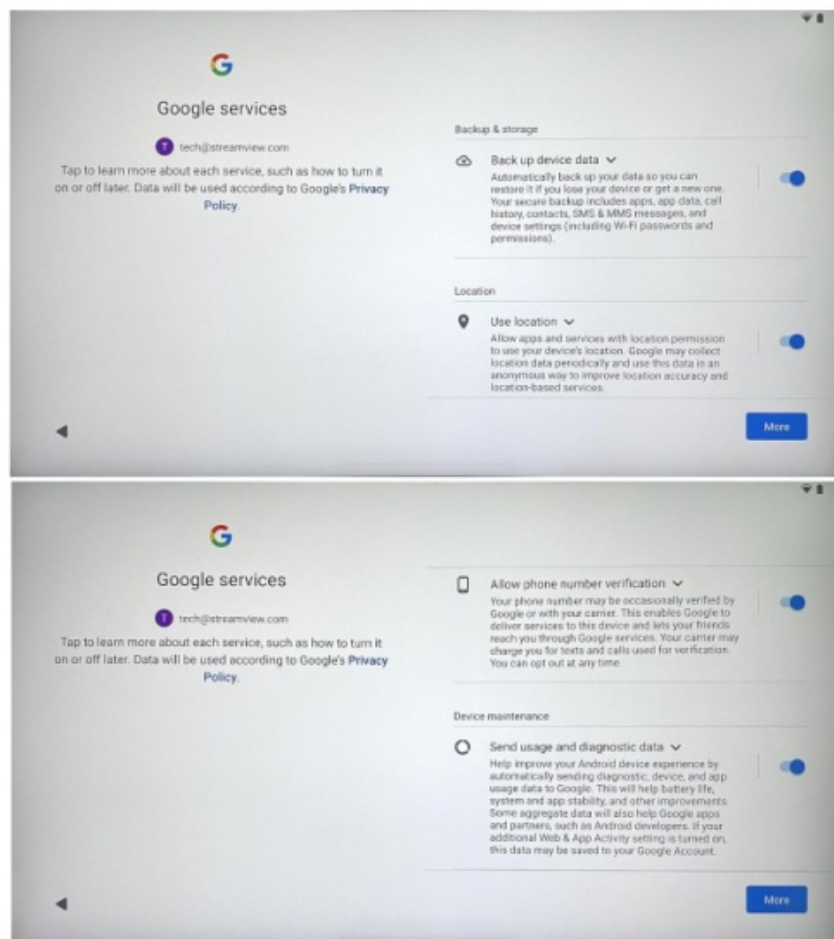 Google services
T tech@streamview.com
Tap to learn more about each service, such as how to turn it
on or off later. Data will be used according to Google's Privacy
Policy.
Backup & storage
Back up device data
Automatically back up your data so you can
restore it if you lose your device or get a new one.
Your secure backup includes apps, app data, call
history, contacts, SMS & MMS messages, and
device settings (including Wi-Fi passwords and
permissions).
Location
Use location
Allow apps and services with location permission
to use your device's location. Google may collect
location data periodically and use this data in an
anonymous way to improve location accuracy and
location-based services.
More
Google services
T tech@streamview.com
Tap to learn more about each service, such as how to turn it
on or off later. Data will be used according to Google's Privacy
Policy.
Allow phone number verification
Your phone number may be occasionally verified by
Google or with your carrier. This enables Google to
deliver services to this device and lets your friends
reach you through Google services. Your carrier may
charge you for texts and calls used for verification.
You can opt out at any time.
Device maintenance
Send usage and diagnostic data
Help improve your Android device experience by
automatically sending diagnostic, device, and app
usage data to Google. This will help battery life,
system and app stability, and other improvements.
Some aggregate data will also help Google apps
and partners, such as Android developers. If your
additional Web & App Activity setting is turned on,
this data may be saved to your Google Account.
More